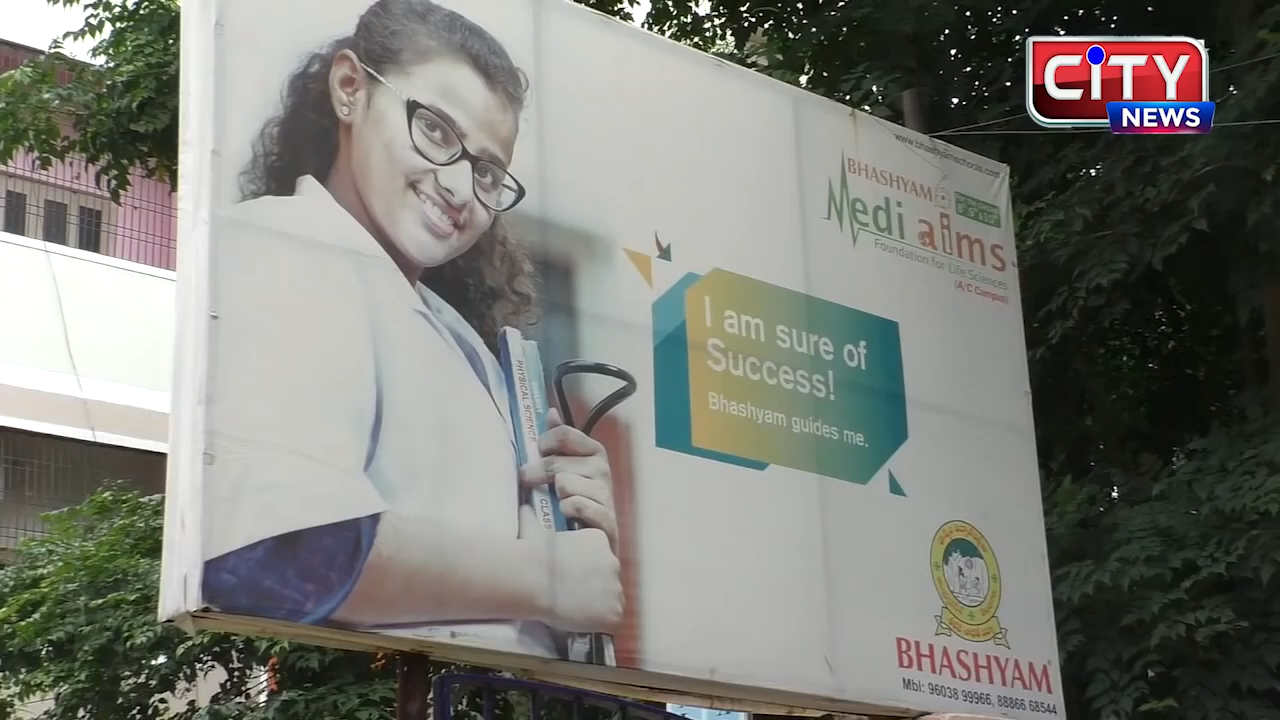 CiTY
NEWS
www.bhashyamschools.com
BHASHYAM
Medi aims
Foundation for Life Sciences
(A/C Campus)
I am sure of
Success!
Bhashyam guides me.
PHYSICAL SCIENCE
CLASS
BHASHYAM
Mbl: 96038 99966, 88866 68544